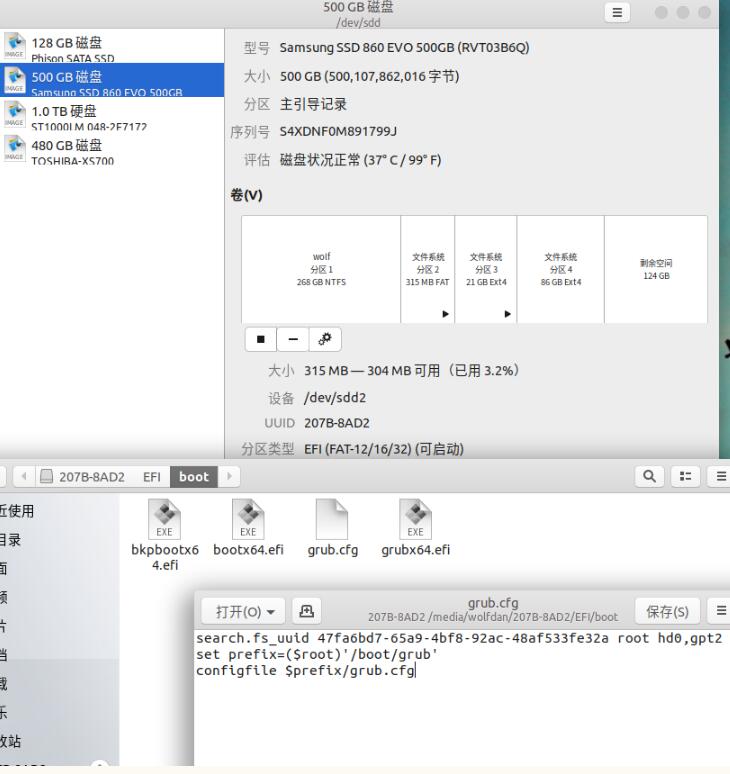 500 GB 磁盘
/dev/sdd
128 GB 磁盘
Phison SATA SSD
500 GB 磁盘
Samsung SSD 860 EVO 500GB
1.0 TB 硬盘
ST1000LM 048-2E7172
480 GB 磁盘
TOSHIBA-XS700
型号 Samsung SSD 860 EVO 500GB (RVT03B6Q)
大小 500 GB (500,107,862,016 字节)
分区 主引导记录
序列号 S4XDNF0M891799J
评估 磁盘状况正常 (37° C / 99° F)
卷(V)
wolf
分区 1
268 GB NTFS
文件系统
分区 2
315 MB FAT
文件系统
分区 3
21 GB Ext4
文件系统
分区 4
86 GB Ext4
剩余空间
124 GB
大小 315 MB — 304 MB 可用（已用 3.2%）
设备 /dev/sdd2
UUID 207B-8AD2
分区类型 EFI (FAT-12/16/32) (可启动)
207B-8AD2 EFI boot
近使用
目录
面
频
片
档
载
乐
收站
EXE
bkpbootx6
4.efi
EXE
bootx64.efi
grub.cfg
EXE
grubx64.efi
打开(O)
grub.cfg
207B-8AD2 /media/wolfdan/207B-8AD2/EFI/boot
保存(S)
search.fs_uuid 47fa6bd7-65a9-4bf8-92ac-48af533fe32a root hd0,gpt2
set prefix=($root)'/boot/grub'
configfile $prefix/grub.cfg